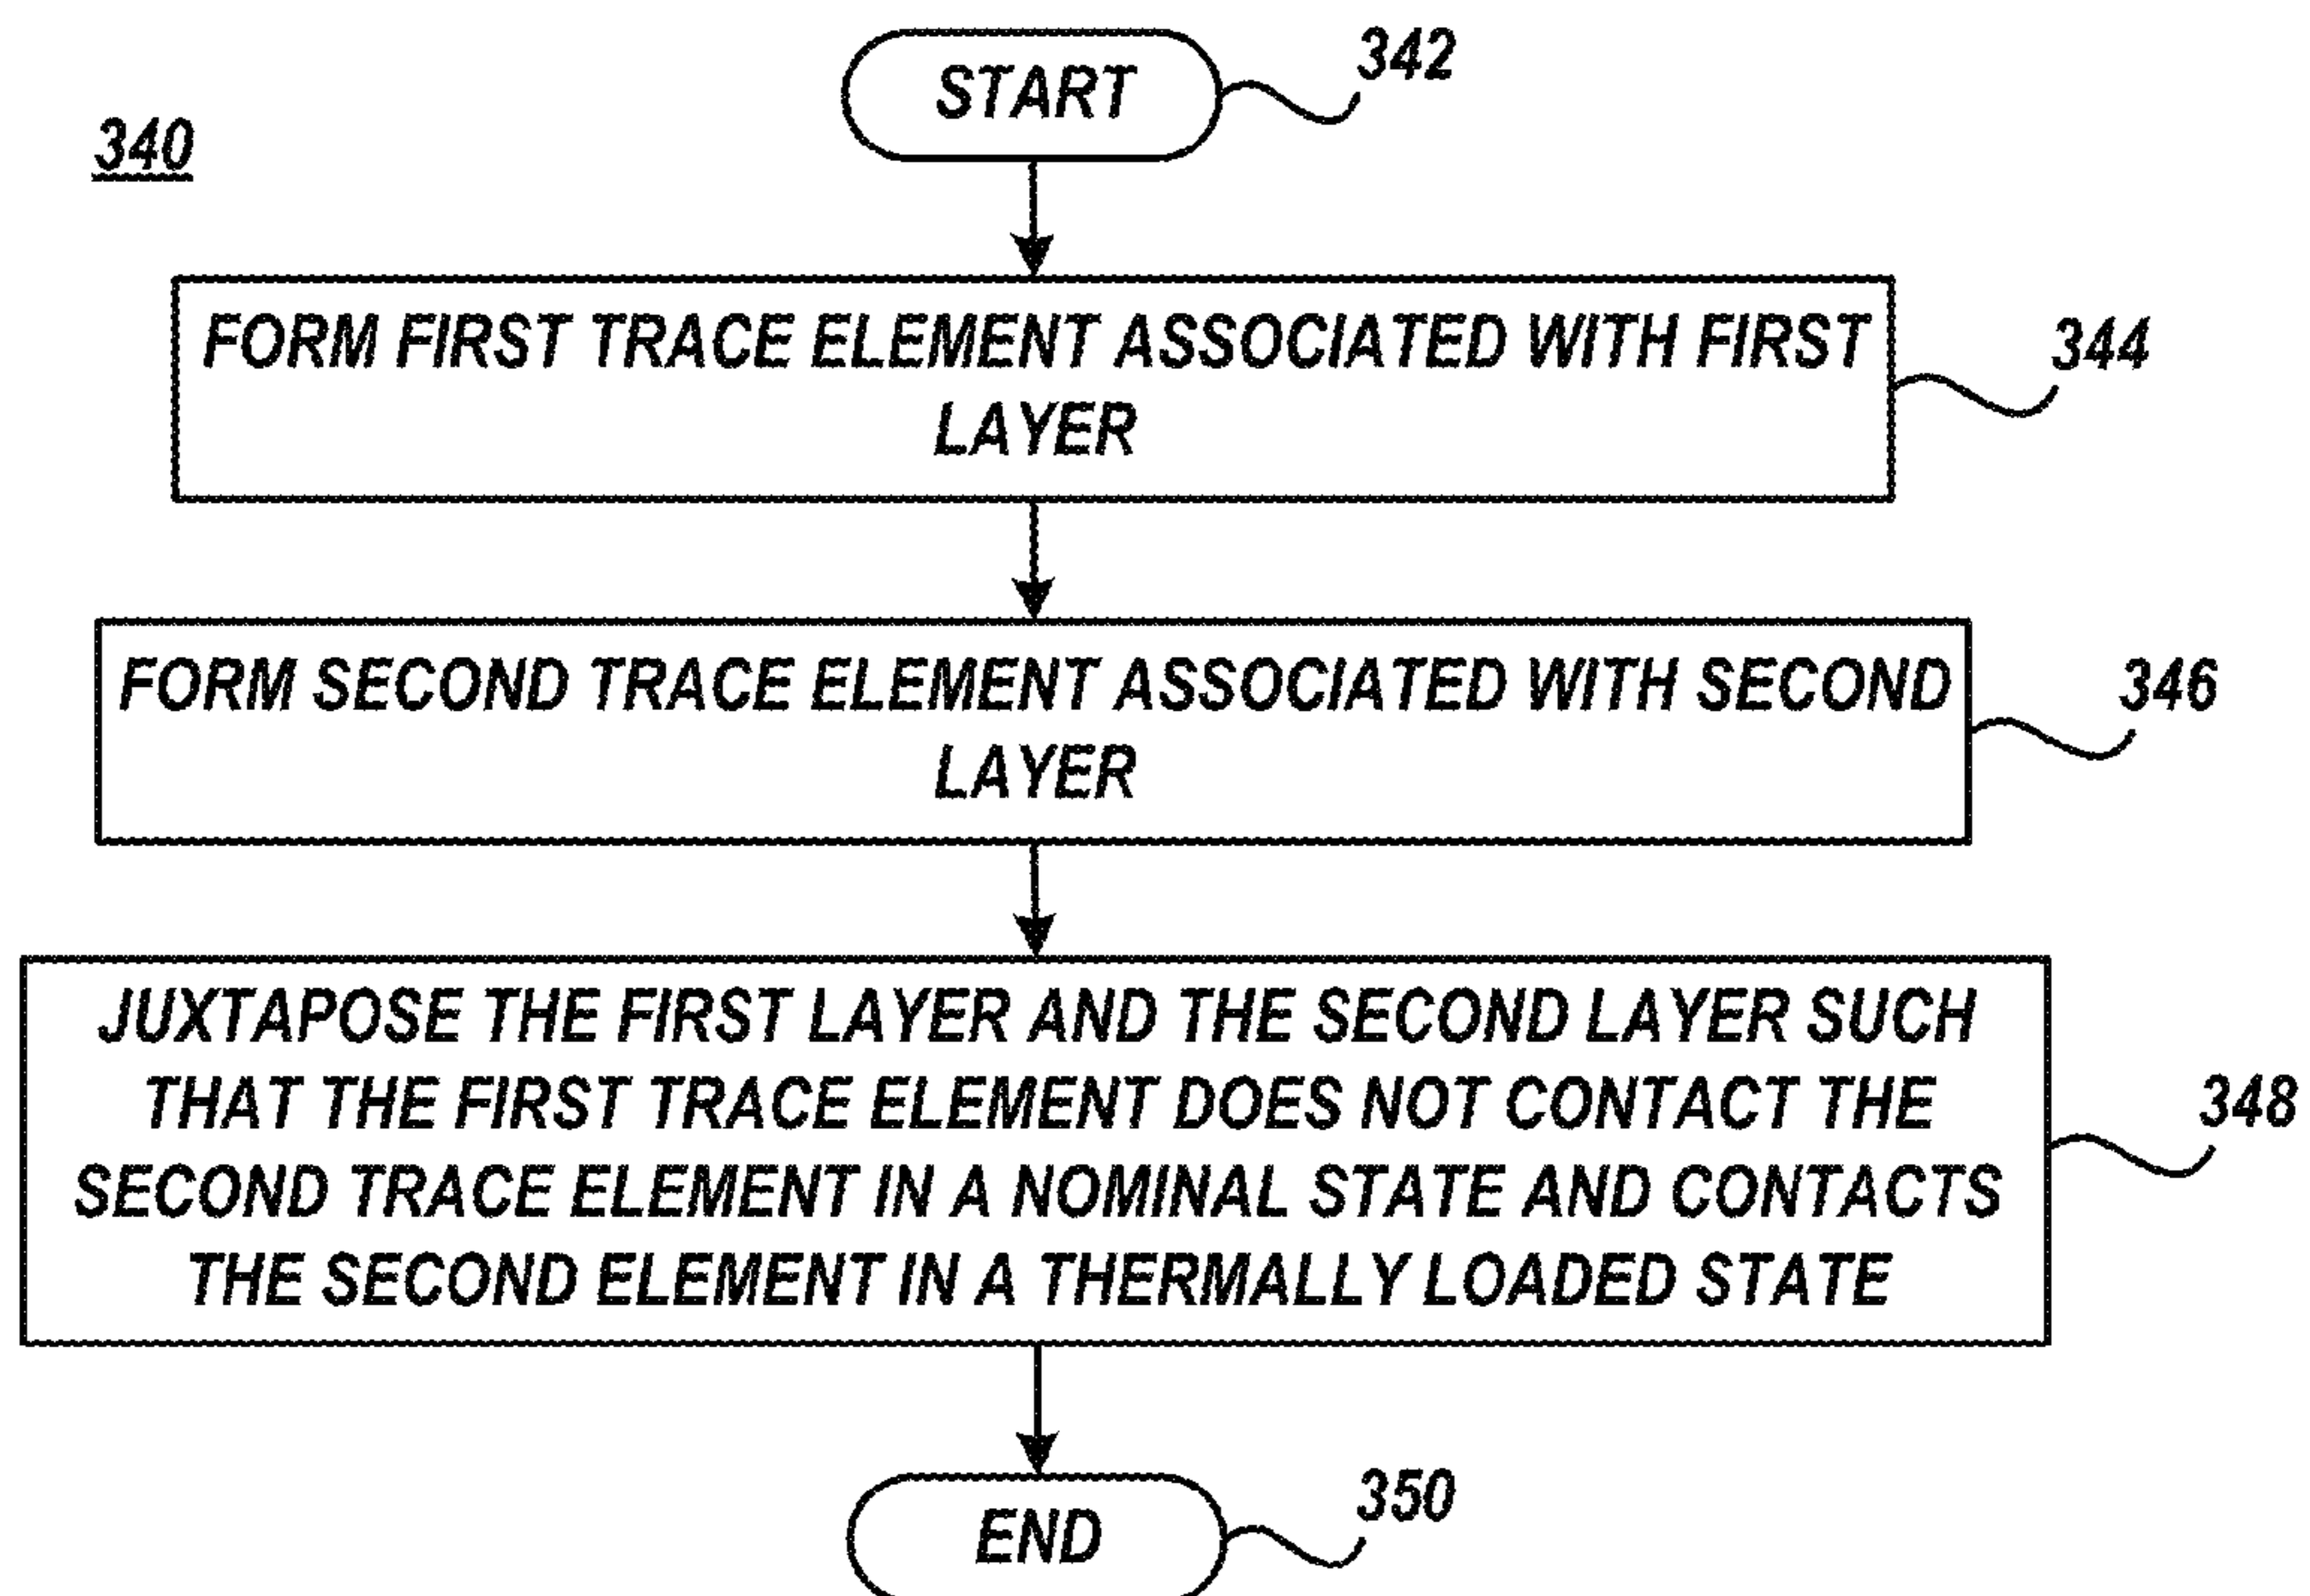 START
342
340
FORM FIRST TRACE ELEMENT ASSOCIATED WITH FIRST
LAYER
344
FORM SECOND TRACE ELEMENT ASSOCIATED WITH SECOND
LAYER
346
JUXTAPOSE THE FIRST LAYER AND THE SECOND LAYER SUCH
THAT THE FIRST TRACE ELEMENT DOES NOT CONTACT THE
SECOND TRACE ELEMENT IN A NOMINAL STATE AND CONTACTS
THE SECOND ELEMENT IN A THERMALLY LOADED STATE
348
END
350